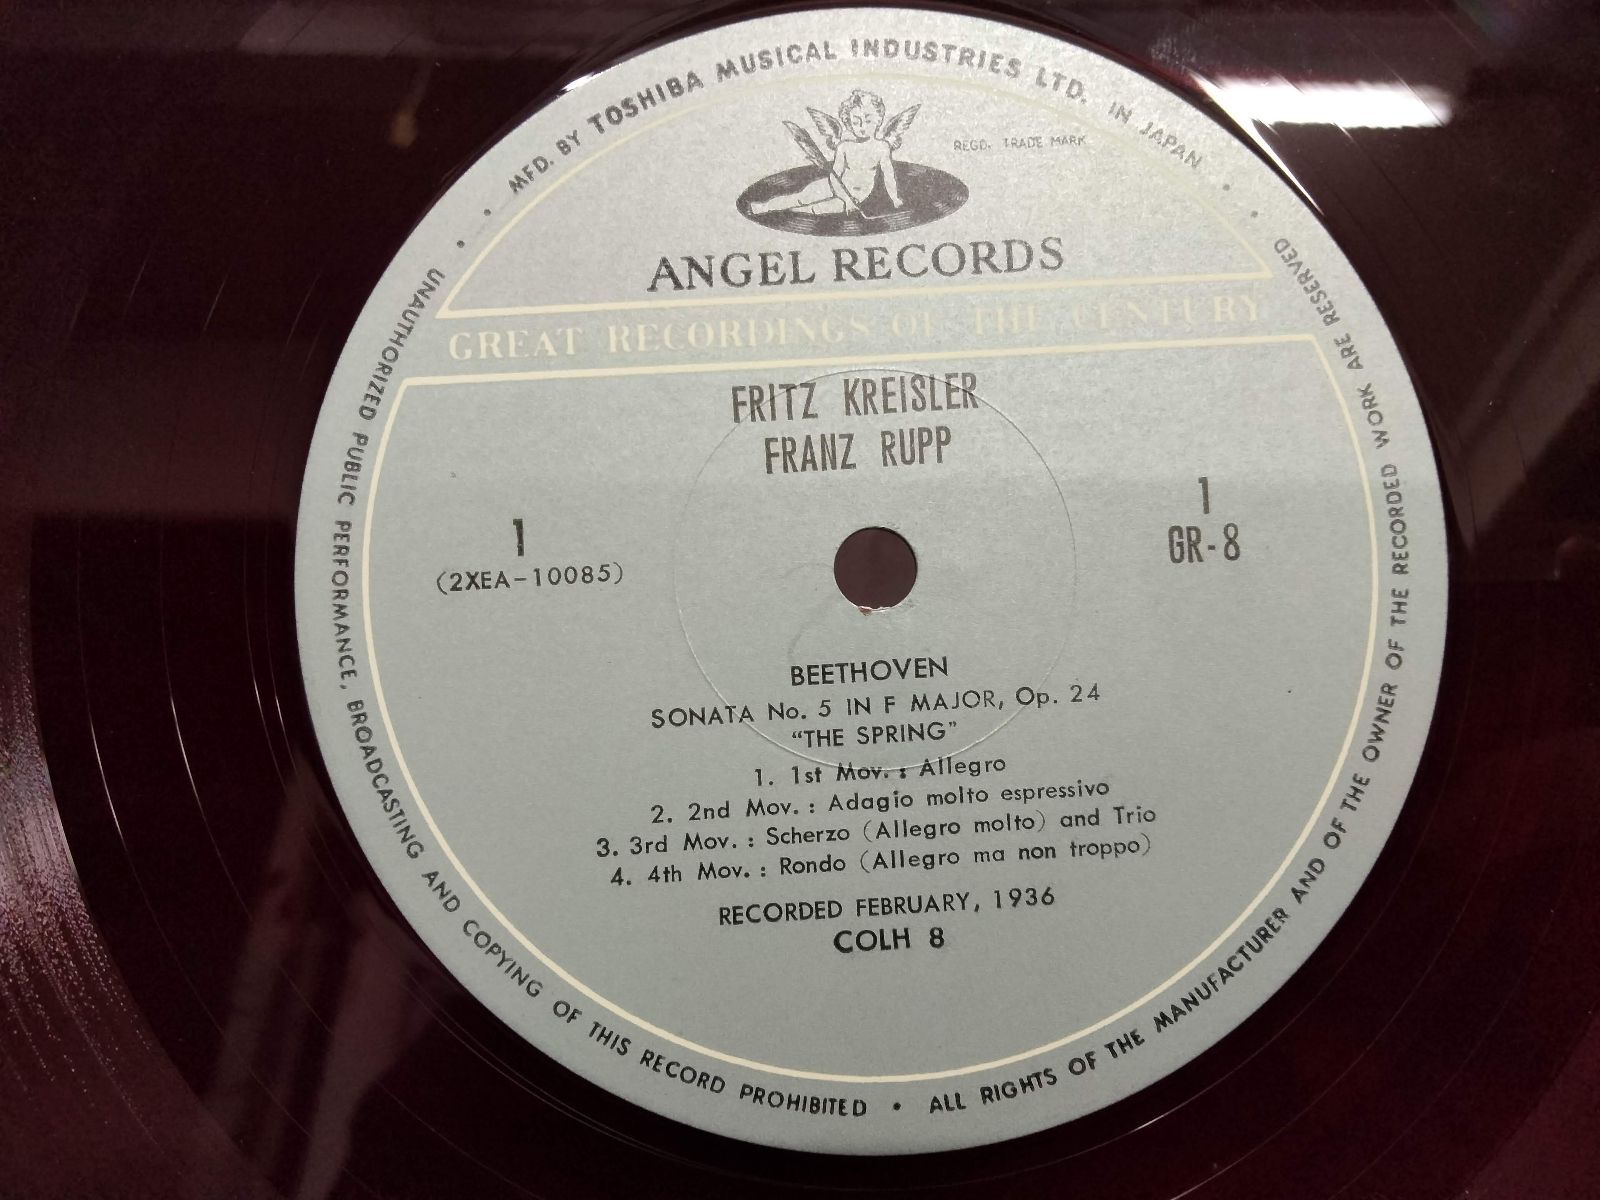 MFD. BY TOSHIBA MUSICAL INDUSTRIES LTD. IN JAPAN
REGD. TRADE MARK
ANGEL RECORDS
GREAT RECORDINGS OF THE CENTURY
FRITZ KREISLER
FRANZ RUPP
1
(2XEA-10085)
1
GR-8
BEETHOVEN
SONATA No. 5 IN F MAJOR, Op. 24
“THE SPRING”
1. 1st Mov. : Allegro
2. 2nd Mov. : Adagio molto espressivo
3. 3rd Mov. : Scherzo (Allegro molto) and Trio
4. 4th Mov. : Rondo (Allegro ma non troppo)
RECORDED FEBRUARY, 1936
COLH 8
UNAUTHORIZED PUBLIC PERFORMANCE, BROADCASTING AND COPYING OF THIS RECORD PROHIBITED • ALL RIGHTS OF THE MANUFACTURER AND OF THE OWNER OF THE RECORDED WORK ARE RESERVED